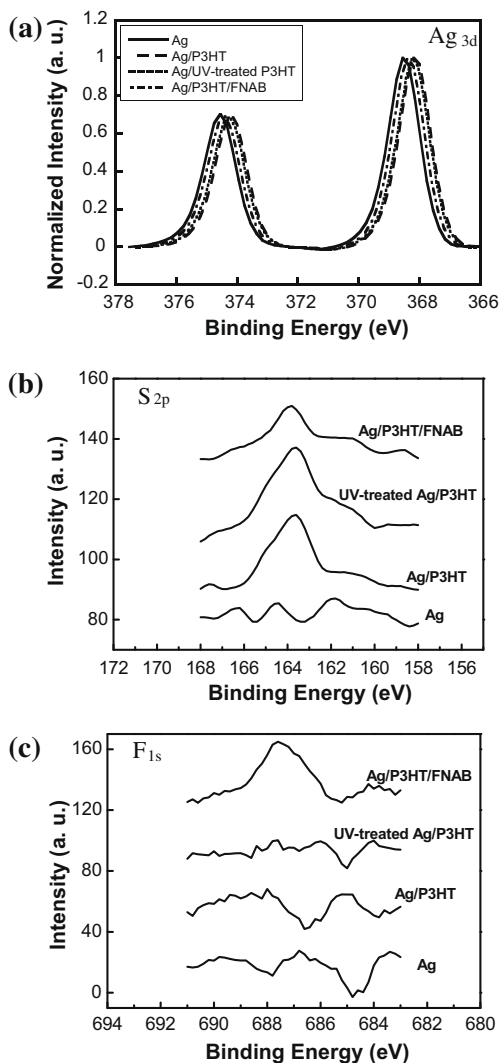 (a)
Ag
Ag/P3HT
Ag/UV-treated P3HT
Ag/P3HT/FNAB
Ag 3d
Normalized Intensity (a. u.)
1.2
1
0.8
0.6
0.4
0.2
0
-0.2
378 376 374 372 370 368 366
Binding Energy (eV)
(b)
S 2p
Intensity (a. u.)
160
140
120
100
80
Ag/P3HT/FNAB
UV-treated Ag/P3HT
Ag/P3HT
Ag
172 170 168 166 164 162 160 158 156
Binding Energy (eV)
(c)
F1s
Intensity (a. u.)
160
120
80
40
0
Ag/P3HT/FNAB
UV-treated Ag/P3HT
Ag/P3HT
Ag
694 692 690 688 686 684 682 680
Binding Energy (eV)